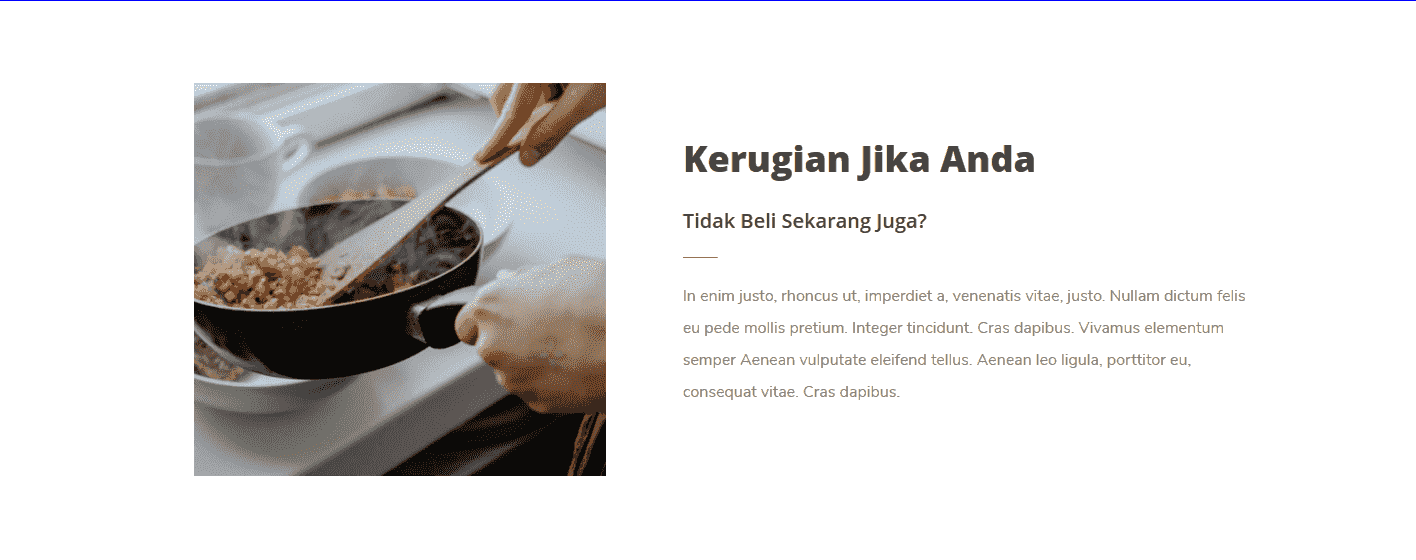 Kerugian Jika Anda
Tidak Beli Sekarang Juga?
In enim justo, rhoncus ut, imperdiet a, venenatis vitae, justo. Nullam dictum felis
eu pede mollis pretium. Integer tincidunt. Cras dapibus. Vivamus elementum
semper Aenean vulputate eleifend tellus. Aenean leo ligula, porttitor eu,
consequat vitae. Cras dapibus.